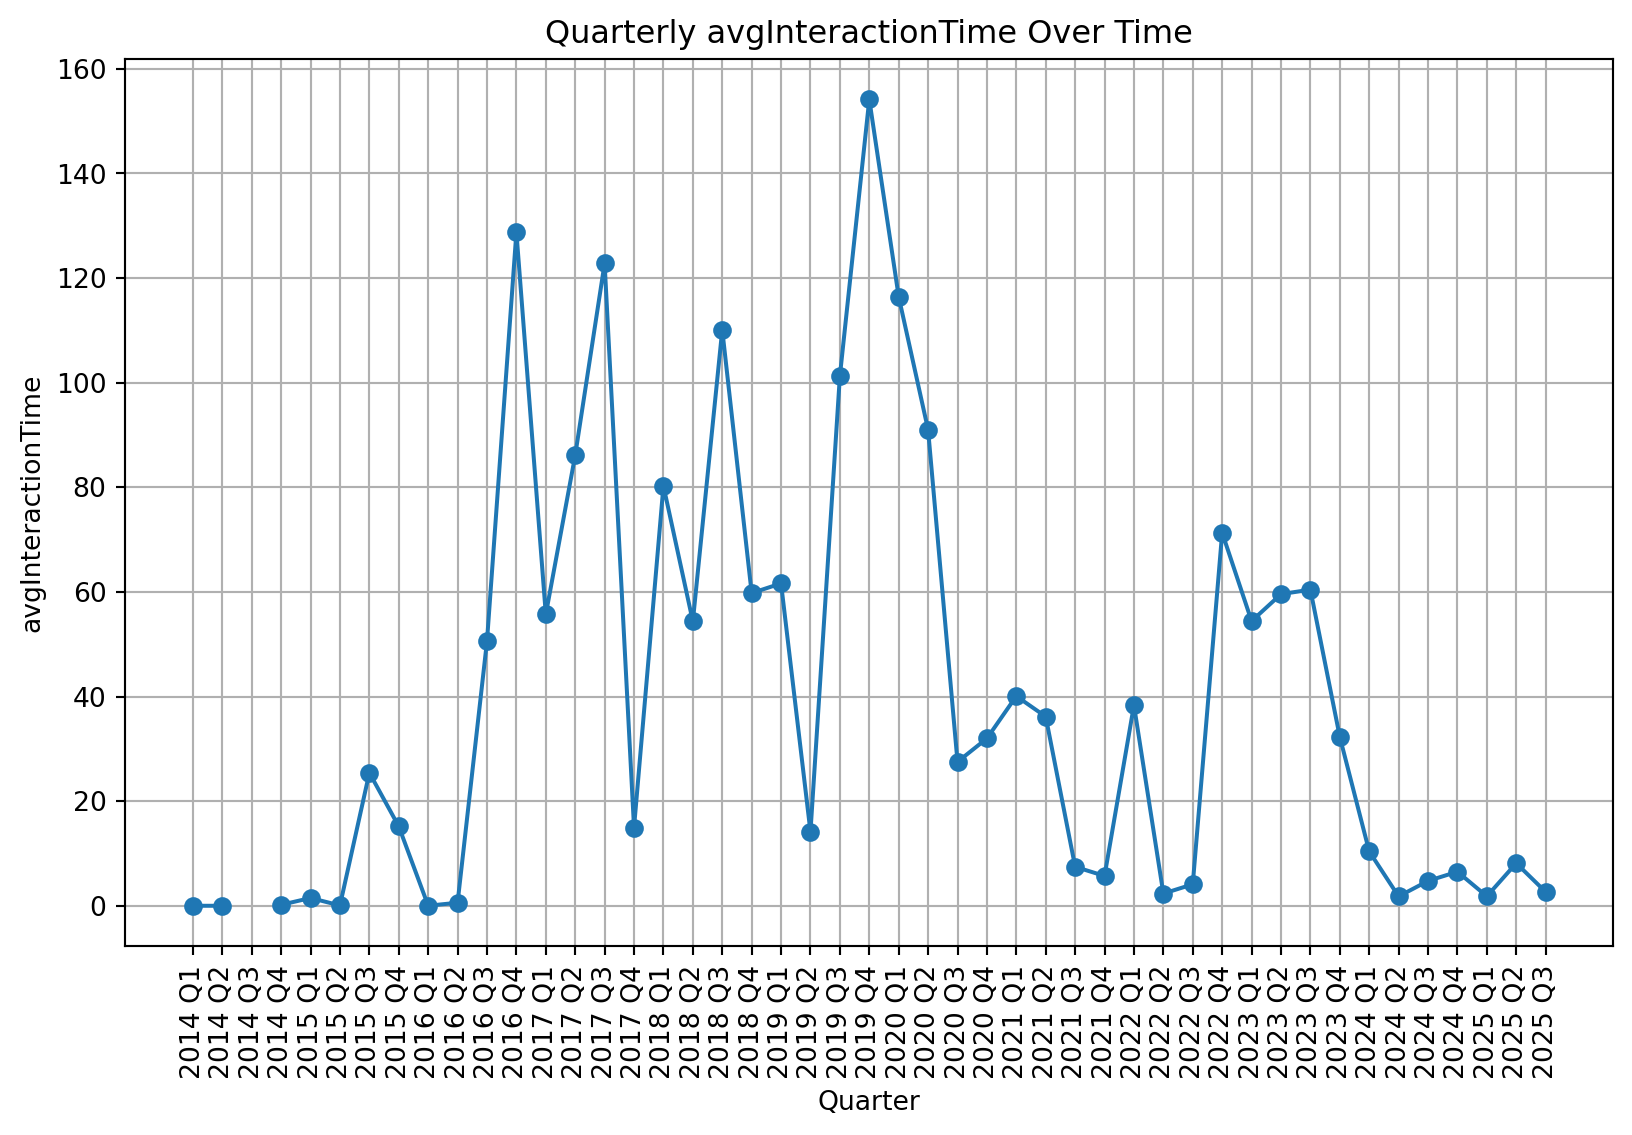 Quarterly avgInteractionTime Over Time
avgInteractionTime
160
140
120
100
80
60
40
20
0
2014 Q1
2014 Q2
2014 Q3
2014 Q4
2015 Q1
2015 Q2
2015 Q3
2015 Q4
2016 Q1
2016 Q2
2016 Q3
2016 Q4
2017 Q1
2017 Q2
2017 Q3
2017 Q4
2018 Q1
2018 Q2
2018 Q3
2018 Q4
2019 Q1
2019 Q2
2019 Q3
2019 Q4
2020 Q1
2020 Q2
2020 Q3
2020 Q4
2021 Q1
2021 Q2
2021 Q3
2021 Q4
2022 Q1
2022 Q2
2022 Q3
2022 Q4
2023 Q1
2023 Q2
2023 Q3
2023 Q4
2024 Q1
2024 Q2
2024 Q3
2024 Q4
2025 Q1
2025 Q2
2025 Q3
Quarter